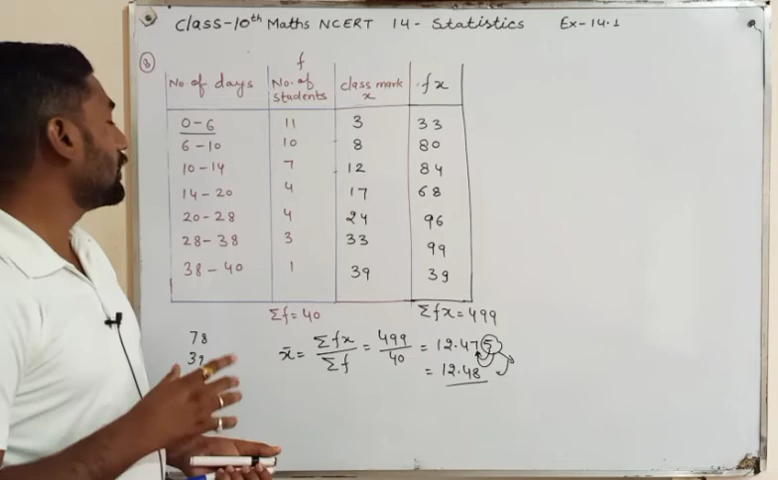 Class-10th Maths NCERT 14- Statistics Ex-14.1
8
f
No of days No. of students class mark x fx
0-6 11 3 33
6-10 10 8 80
10-14 7 12 84
14-20 4 17 68
20-28 4 24 96
28-38 3 33 99
38-40 1 39 39
Σf=40 Σfx=499
78
39
x̄= Σfx/Σf = 499/40 = 12.475
= 12.48